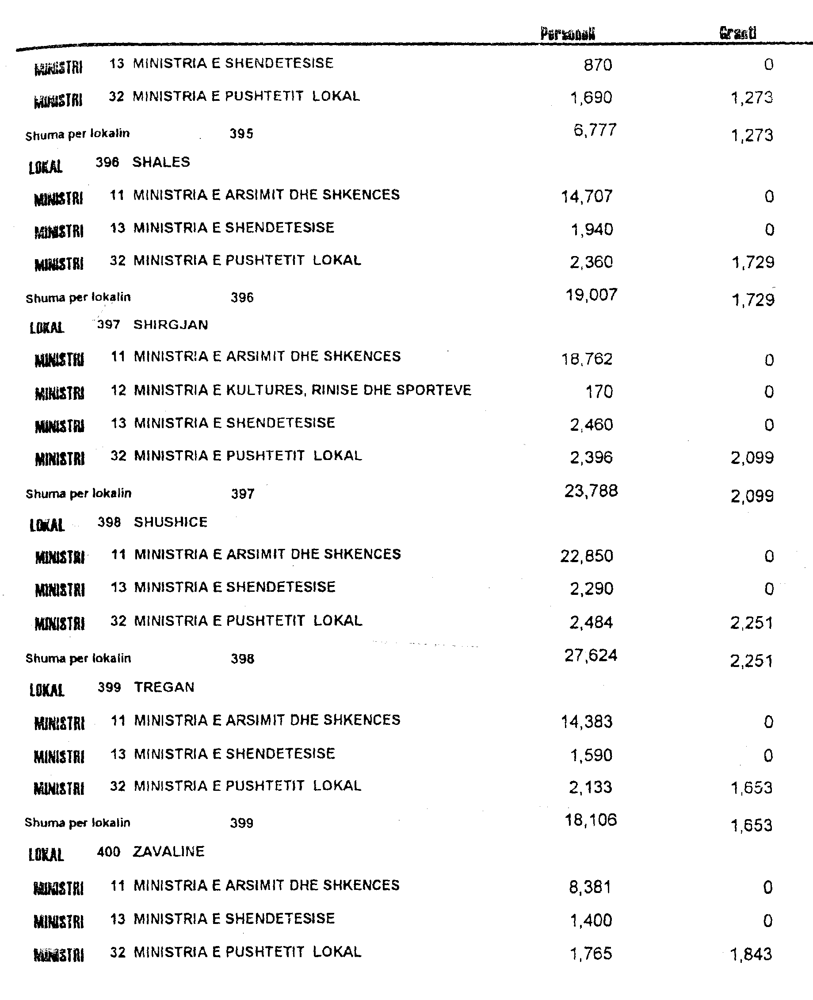 Personeli Granti
MINISTRI 13 MINISTRIA E SHENDETESISE 870 0
MINISTRI 32 MINISTRIA E PUSHTETIT LOKAL 1,690 1,273
Shuma per lokalin 395 6,777 1,273
LOKAL 396 SHALES
MINISTRI 11 MINISTRIA E ARSIMIT DHE SHKENCES 14,707 0
MINISTRI 13 MINISTRIA E SHENDETESISE 1,940 0
MINISTRI 32 MINISTRIA E PUSHTETIT LOKAL 2,360 1,729
Shuma per lokalin 396 19,007 1,729
LOKAL 397 SHIRGJAN
MINISTRI 11 MINISTRIA E ARSIMIT DHE SHKENCES 18,762 0
MINISTRI 12 MINISTRIA E KULTURES, RINISE DHE SPORTEVE 170 0
MINISTRI 13 MINISTRIA E SHENDETESISE 2,460 0
MINISTRI 32 MINISTRIA E PUSHTETIT LOKAL 2,396 2,099
Shuma per lokalin 397 23,788 2,099
LOKAL 398 SHUSHICE
MINISTRI 11 MINISTRIA E ARSIMIT DHE SHKENCES 22,850 0
MINISTRI 13 MINISTRIA E SHENDETESISE 2,290 0
MINISTRI 32 MINISTRIA E PUSHTETIT LOKAL 2,484 2,251
Shuma per lokalin 398 27,624 2,251
LOKAL 399 TREGAN
MINISTRI 11 MINISTRIA E ARSIMIT DHE SHKENCES 14,383 0
MINISTRI 13 MINISTRIA E SHENDETESISE 1,590 0
MINISTRI 32 MINISTRIA E PUSHTETIT LOKAL 2,133 1,653
Shuma per lokalin 399 18,106 1,653
LOKAL 400 ZAVALINE
MINISTRI 11 MINISTRIA E ARSIMIT DHE SHKENCES 8,381 0
MINISTRI 13 MINISTRIA E SHENDETESISE 1,400 0
MINISTRI 32 MINISTRIA E PUSHTETIT LOKAL 1,765 1,843